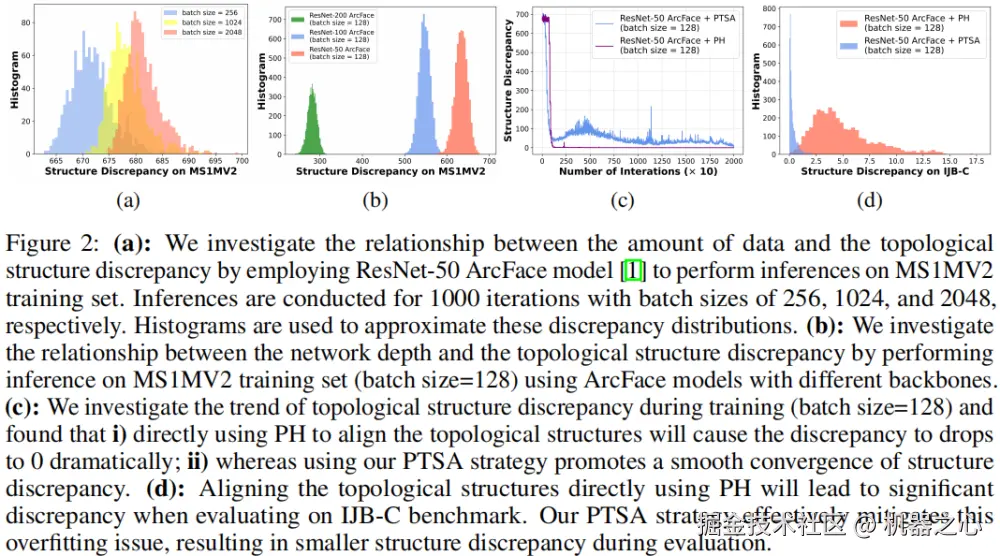 batch size = 256
batch size = 1024
batch size = 2048
Histogram
80
60
40
20
0
665 670 675 680 685 690 695 700
Structure Discrepancy on MS1MV2
(a)
ResNet-200 ArcFace
(batch size = 128)
ResNet-100 ArcFace
(batch size = 128)
ResNet-50 ArcFace
(batch size = 128)
Histogram
700
600
500
400
300
200
100
0
300 400 500 600 700
Structure Discrepancy on MS1MV2
(b)
ResNet-50 ArcFace + PTSA
(batch size = 128)
ResNet-50 ArcFace + PH
(batch size = 128)
Structure Discrepancy
700
600
500
400
300
200
100
0
0 250 500 750 1000 1250 1500 1750 2000
Number of Interations (× 10)
(c)
ResNet-50 ArcFace + PH
(batch size = 128)
ResNet-50 ArcFace + PTSA
(batch size = 128)
Histogram
800
700
600
500
400
300
200
100
0
0.0 2.5 5.0 7.5 10.0 12.5 15.0 17.5
Structure Discrepancy on IJB-C
(d)
Figure 2: (a): We investigate the relationship between the amount of data and the topological
structure discrepancy by employing ResNet-50 ArcFace model [1] to perform inferences on MS1MV2
training set. Inferences are conducted for 1000 iterations with batch sizes of 256, 1024, and 2048,
respectively. Histograms are used to approximate these discrepancy distributions. (b): We investigate
the relationship between the network depth and the topological structure discrepancy by performing
inference on MS1MV2 training set (batch size=128) using ArcFace models with different backbones.
(c): We investigate the trend of topological structure discrepancy during training (batch size=128) and
found that i) directly using PH to align the topological structures will cause the discrepancy to drops
to 0 dramatically; ii) whereas using our PTSA strategy promotes a smooth convergence of structure
discrepancy. (d): Aligning the topological structures directly using PH will lead to significant
discrepancy when evaluating on IJB-C benchmark. Our PTSA strategy effectively mitigates this
overfitting issue, resulting in smaller structure discrepancy during evaluation.
掘金技术社区 @ 机器之心